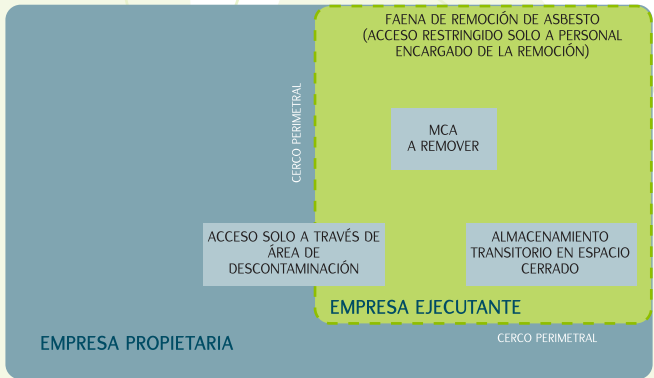 FAENA DE REMOCIÓN DE ASBESTO
(ACCESO RESTRINGIDO SOLO A PERSONAL
ENCARGADO DE LA REMOCIÓN)
CERCO PERIMETRAL
MCA
A REMOVER
ACCESO SOLO A TRAVÉS DE
ÁREA DE
DESCONTAMINACIÓN
ALMACENAMIENTO
TRANSITORIO EN ESPACIO
CERRADO
EMPRESA EJECUTANTE
EMPRESA PROPIETARIA
CERCO PERIMETRAL